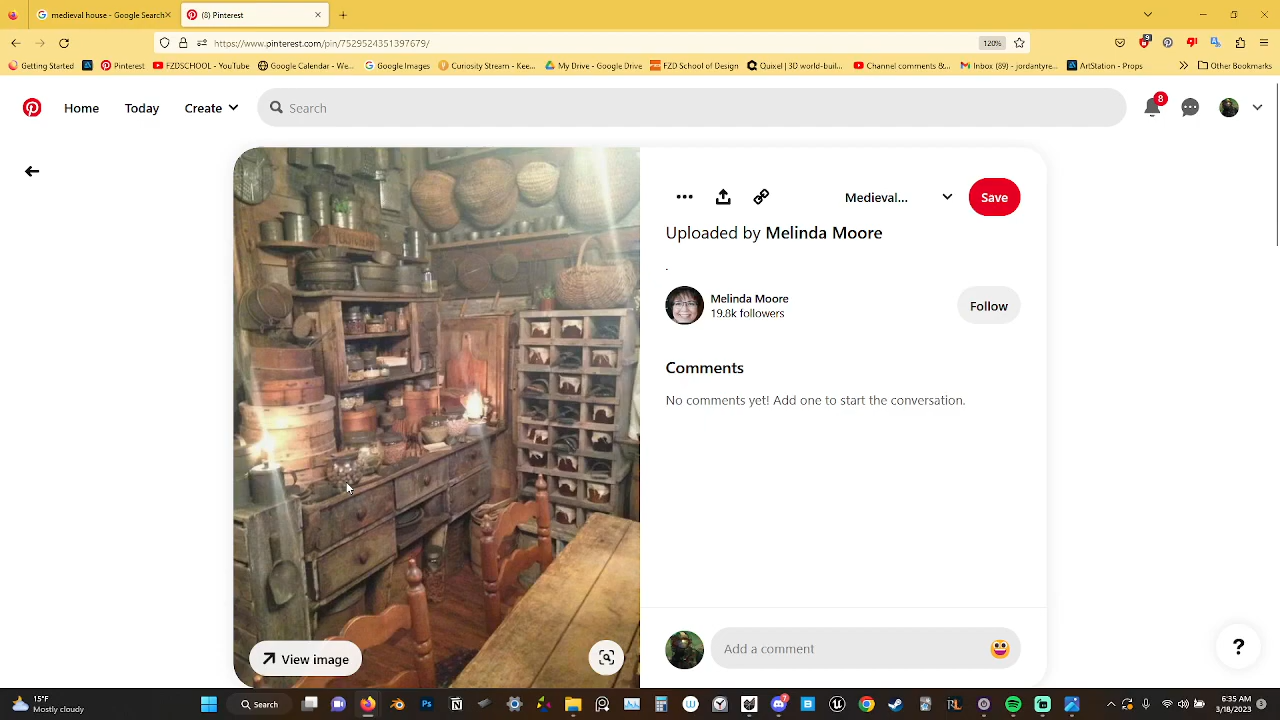 medieval house - Google Search
(8) Pinterest
https://www.pinterest.com/pin/7529524351397679/
120%
Getting Started
Pinterest
FZDSCHOOL - YouTube
Google Calendar - We...
Google Images
Curiosity Stream - Kee...
My Drive - Google Drive
FZD School of Design
Quixel | 3D world-buil...
Channel comments &...
Inbox (89) - jordantyre...
ArtStation - Props
Other Bookmarks
Home
Today
Create
Search
8
Medieval...
Save
Uploaded by Melinda Moore
.
Melinda Moore
19.8k followers
Follow
Comments
No comments yet! Add one to start the conversation.
View image
Add a comment
?
15°F
Mostly cloudy
Search
6:35 AM
3/18/2023